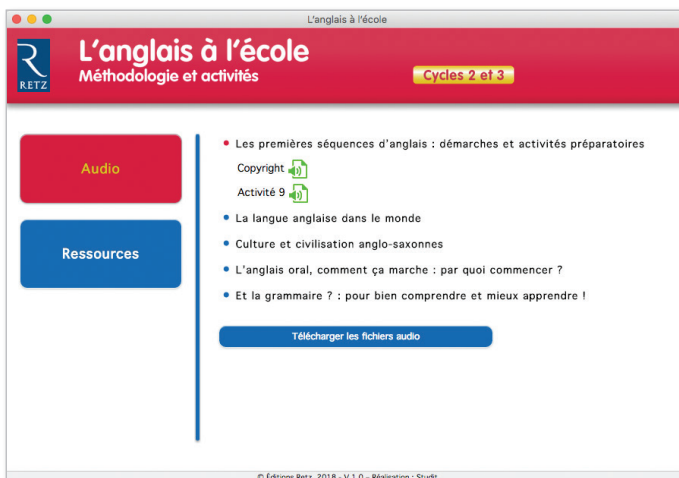 L'anglais à l'école
RETZ
L'anglais à l'école
Méthodologie et activités
Cycles 2 et 3
Audio
Ressources
• Les premières séquences d'anglais : démarches et activités préparatoires
Copyright
Activité 9
• La langue anglaise dans le monde
• Culture et civilisation anglo-saxonnes
• L'anglais oral, comment ça marche : par quoi commencer ?
• Et la grammaire ? : pour bien comprendre et mieux apprendre !
Télécharger les fichiers audio
© Éditions Retz, 2018 - V 1.0 - Réalisation : Studit